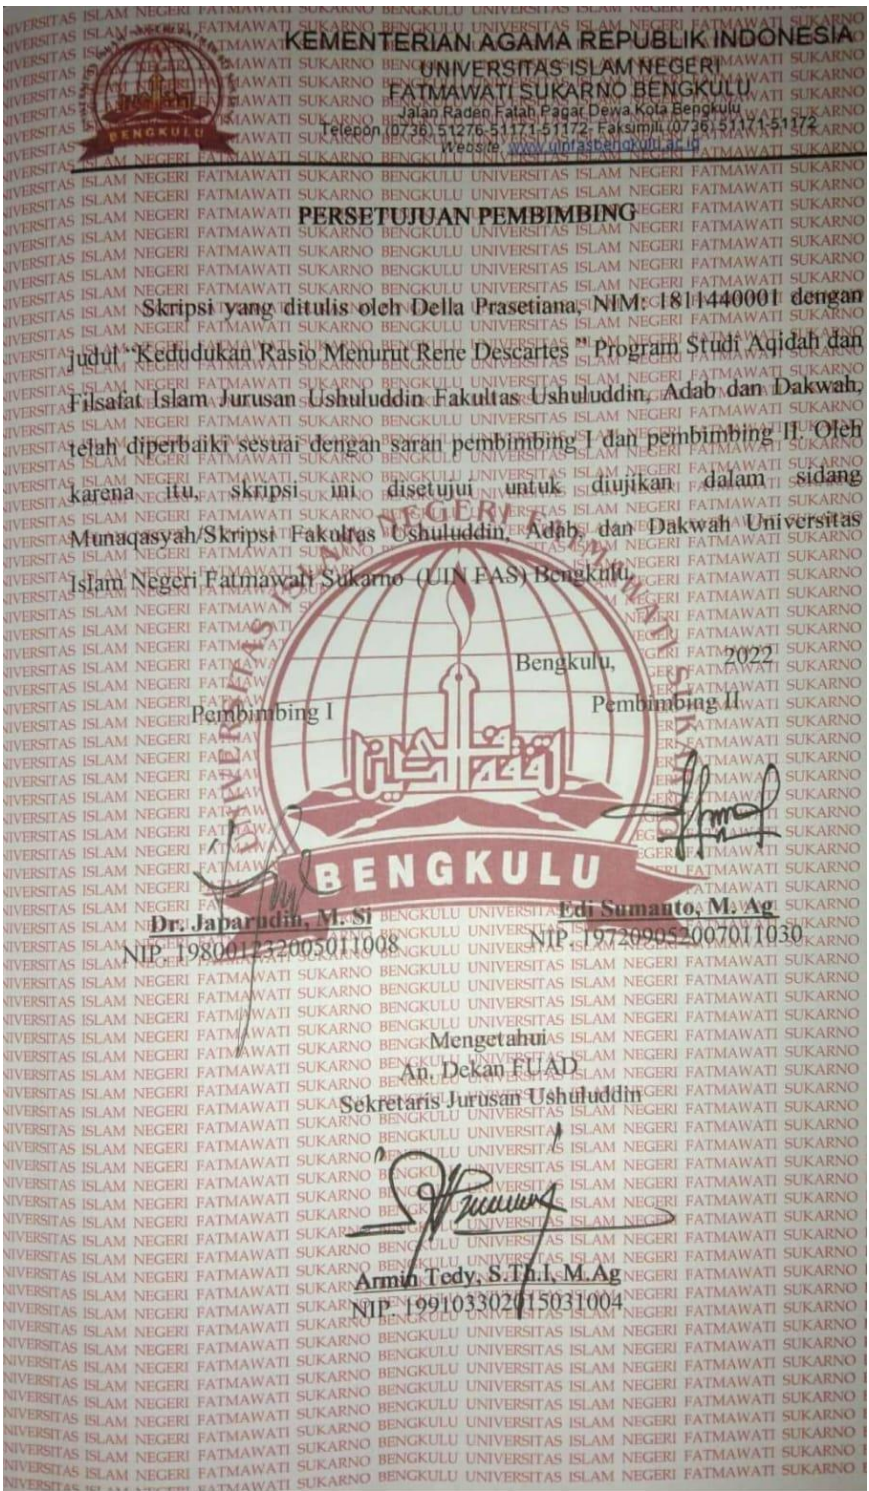 KEMENTERIAN AGAMA REPUBLIK INDONESIA
UNIVERSITAS ISLAM NEGERI
FATMAWATI SUKARNO BENGKULU
Jalan Raden Fatah Pagar Dewa Kota Bengkulu
Telepon (0736) 51276-51171-51172- Faksimili (0736) 51171-51172
Website: www.uinfasbengkulu.ac.id
BENGKULU
PERSETUJUAN PEMBIMBING
Skripsi yang ditulis oleh Della Prasetiana, NIM: 1811440001 dengan
judul "Kedudukan Rasio Menurut Rene Descartes " Program Studi Aqidah dan
Filsafat Islam Jurusan Ushuluddin Fakultas Ushuluddin, Adab dan Dakwah,
telah diperbaiki sesuai dengan saran pembimbing I dan pembimbing II. Oleh
karena itu, skripsi ini disetujui untuk diujikan dalam sidang
Munaqasyah/Skripsi Fakultas Ushuluddin, Adab, dan Dakwah Universitas
Islam Negeri Fatmawati Sukarno (UIN FAS) Bengkulu.
UNIVERSITAS ISLAM NEGERI FATMAWATI SUKARNO
BENGKULU
Bengkulu, 2022
Pembimbing I Pembimbing II
Dr. Japarudin, M. Si Edi Sumanto, M. Ag
NIP. 198001232005011008 NIP. 197209052007011030
Mengetahui
An. Dekan FUAD
Sekretaris Jurusan Ushuluddin
Armin Tedy, S.Th.I, M.Ag
NIP. 199103302015031004